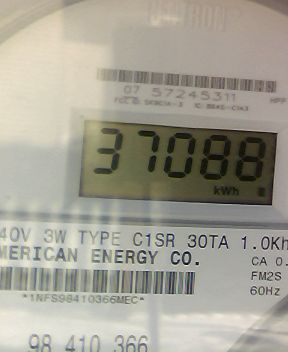 07 57245311
37088
kWh
40V 3W TYPE C1SR 30TA 1.0Kh
MERICAN ENERGY CO.
CA 0.
FM2S
60Hz
*1NFS98410366MEC*
98 410 366